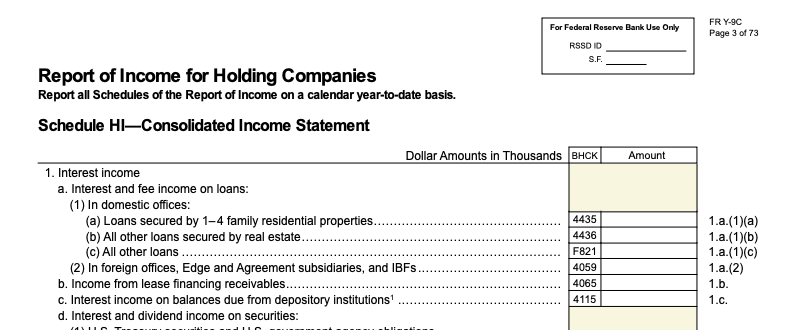 For Federal Reserve Bank Use Only
RSSD ID
S.F.
FR Y-9C
Page 3 of 73
Report of Income for Holding Companies
Report all Schedules of the Report of Income on a calendar year-to-date basis.
Schedule HI—Consolidated Income Statement
Dollar Amounts in Thousands BHCK Amount
1. Interest income
a. Interest and fee income on loans:
(1) In domestic offices:
(a) Loans secured by 1–4 family residential properties 4435 1.a.(1)(a)
(b) All other loans secured by real estate 4436 1.a.(1)(b)
(c) All other loans F821 1.a.(1)(c)
(2) In foreign offices, Edge and Agreement subsidiaries, and IBFs 4059 1.a.(2)
b. Income from lease financing receivables 4065 1.b.
c. Interest income on balances due from depository institutions¹ 4115 1.c.
d. Interest and dividend income on securities: